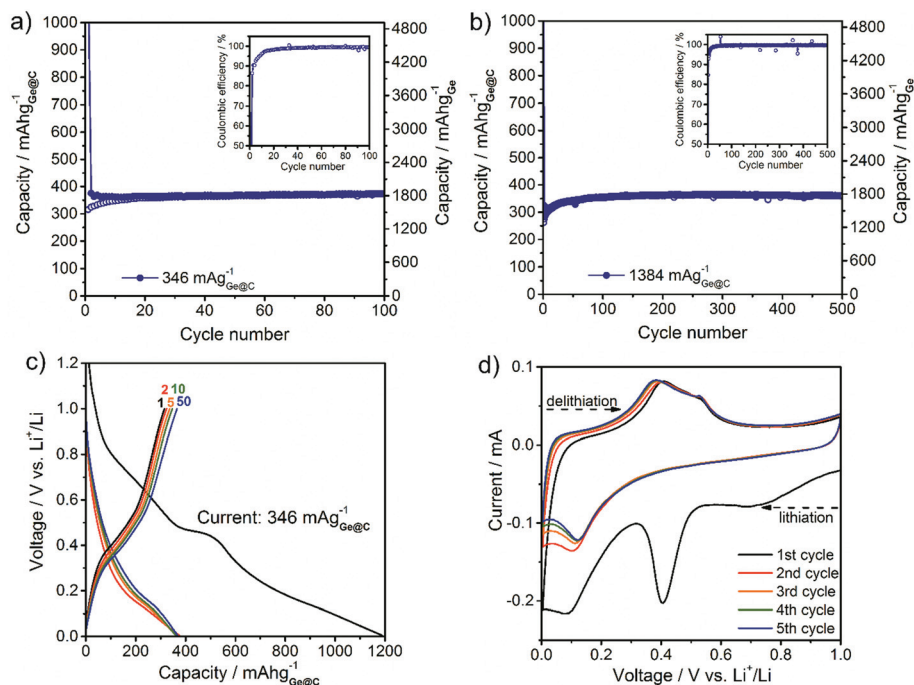 a)
1000
900
800
700
600
500
400
300
200
100
0
Capacity / mAhg⁻¹Ge@C
4800
4200
3600
3000
2400
1800
1200
600
0
Capacity / mAhg⁻¹Ge
Coulombic efficiency / %
100
90
80
70
60
50
0 20 40 60 80 100
Cycle number
346 mAg⁻¹Ge@C
0 20 40 60 80 100
Cycle number
b)
1000
900
800
700
600
500
400
300
200
100
0
Capacity / mAhg⁻¹Ge@C
4800
4200
3600
3000
2400
1800
1200
600
0
Capacity / mAhg⁻¹Ge
Coulombic efficiency / %
100
90
80
70
60
50
0 100 200 300 400 500
Cycle number
1384 mAg⁻¹Ge@C
0 100 200 300 400 500
Cycle number
c)
1.2
1.0
0.8
0.6
0.4
0.2
0.0
Voltage / V vs. Li⁺/Li
2 10
1 5 50
Current: 346 mAg⁻¹Ge@C
0 200 400 600 800 1000 1200
Capacity / mAhg⁻¹Ge@C
d)
0.1
0.0
-0.1
-0.2
Current / mA
delithiation
lithiation
1st cycle
2nd cycle
3rd cycle
4th cycle
5th cycle
0.0 0.2 0.4 0.6 0.8 1.0
Voltage / V vs. Li⁺/Li